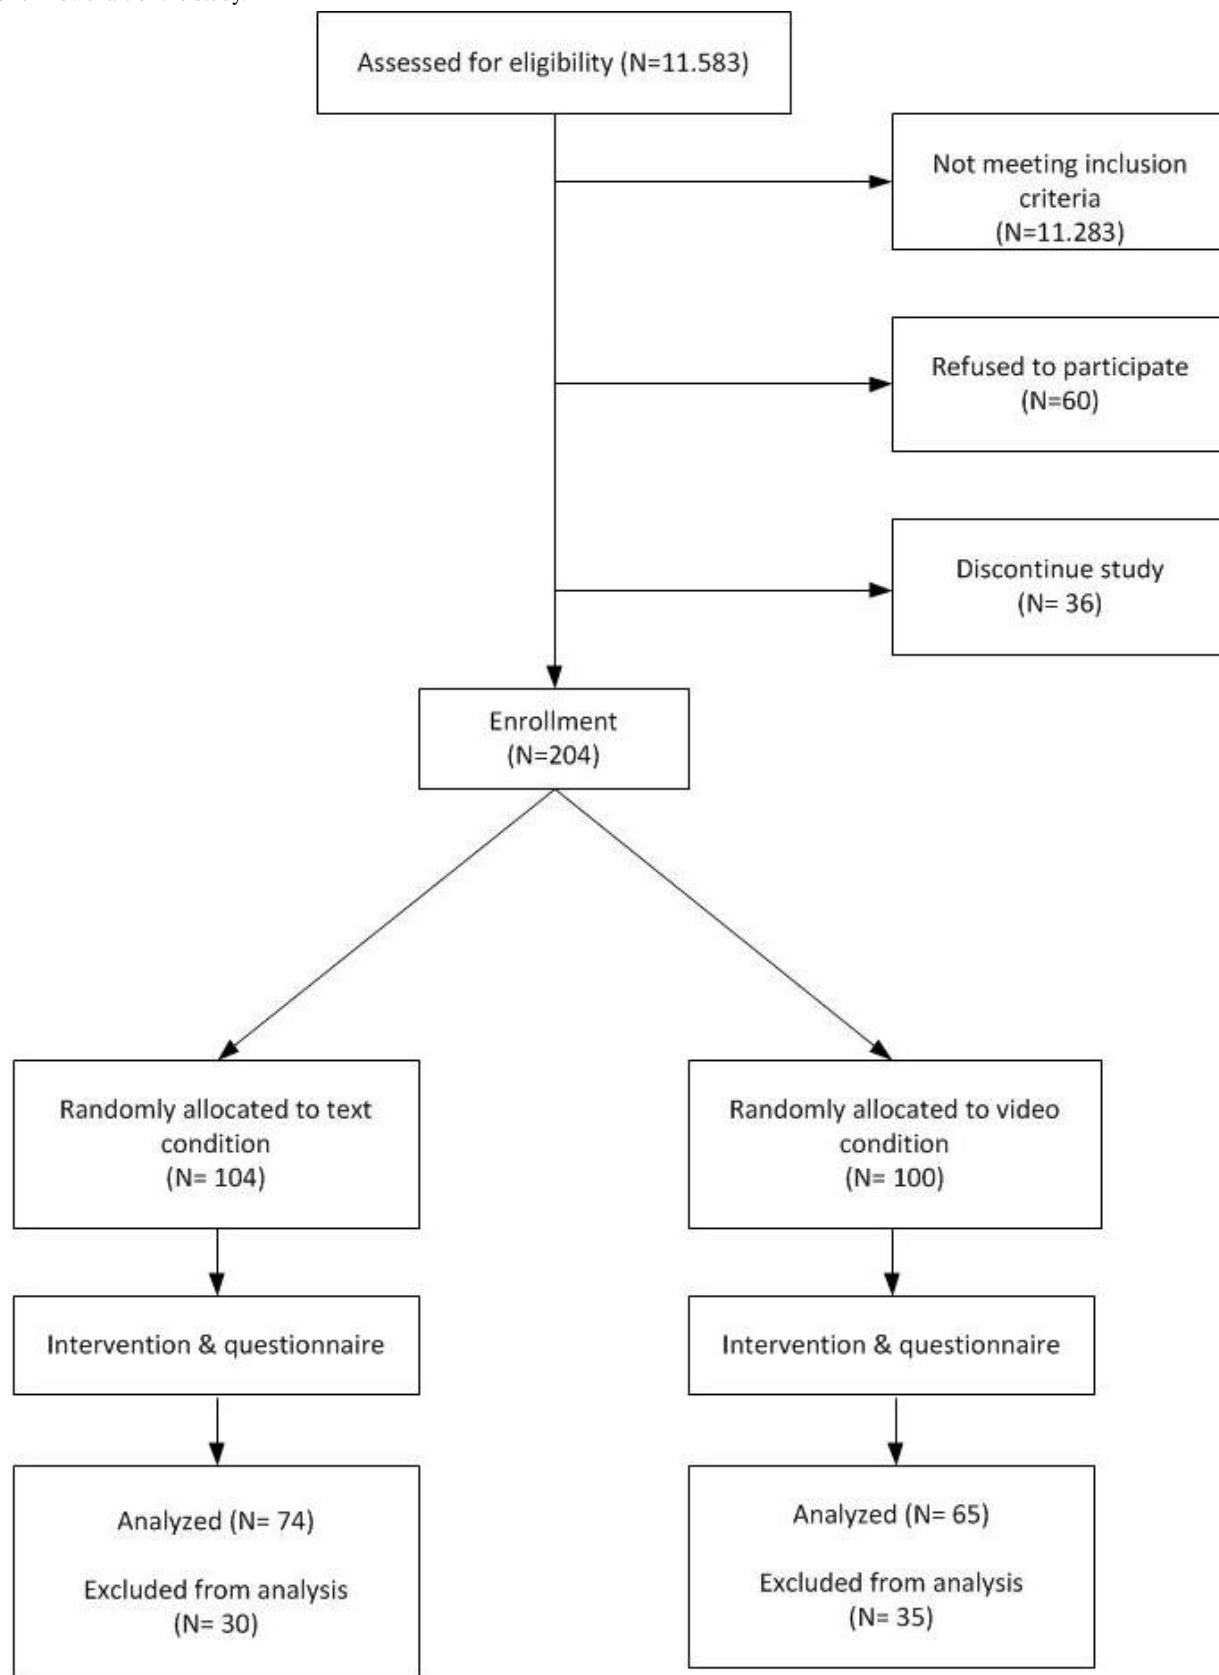 Assessed for eligibility (N=11.583)
Not meeting inclusion
criteria
(N=11.283)
Refused to participate
(N=60)
Discontinue study
(N= 36)
Enrollment
(N=204)
Randomly allocated to text
condition
(N= 104)
Randomly allocated to video
condition
(N= 100)
Intervention & questionnaire
Intervention & questionnaire
Analyzed (N= 74)
Excluded from analysis
(N= 30)
Analyzed (N= 65)
Excluded from analysis
(N= 35)